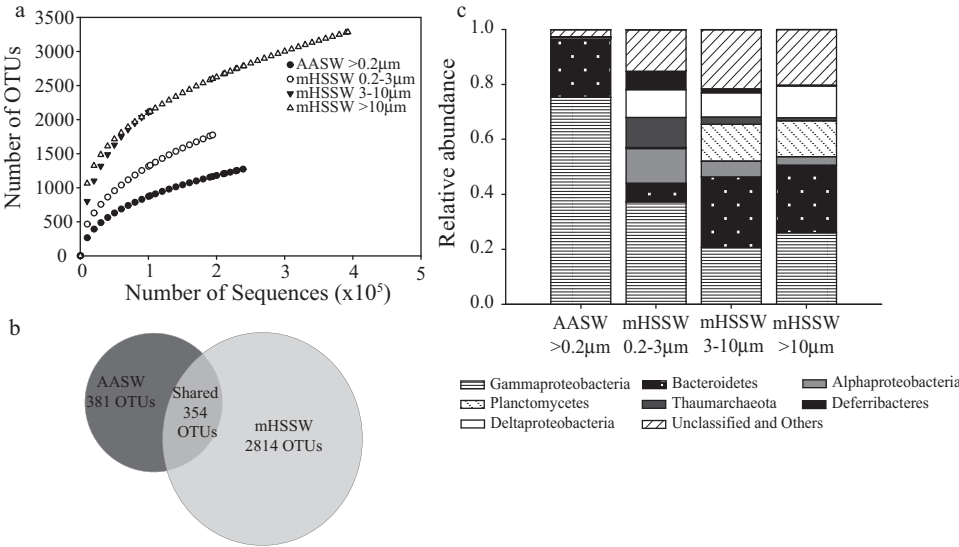 a
Number of OTUs
3500
3000
2500
2000
1500
1000
500
0
AASW >0.2µm
mHSSW 0.2-3µm
mHSSW 3-10µm
mHSSW >10µm
0 1 2 3 4 5
Number of Sequences (x10⁵)
b
AASW
381 OTUs
Shared
354
OTUs
mHSSW
2814 OTUs
c
Relative abundance
1.0
0.8
0.6
0.4
0.2
0.0
AASW
>0.2µm
mHSSW
0.2-3µm
mHSSW
3-10µm
mHSSW
>10µm
Gammaproteobacteria
Bacteroidetes
Alphaproteobacteria
Planctomycetes
Thaumarchaeota
Deferribacteres
Deltaproteobacteria
Unclassified and Others